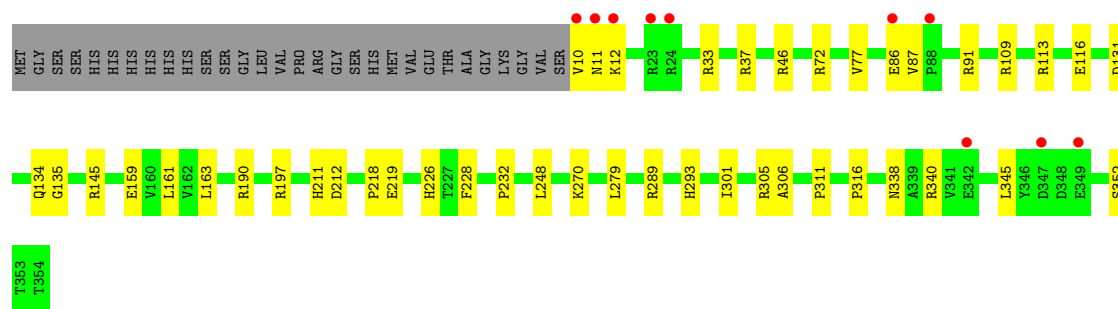 MET GLY SER SER HIS HIS HIS HIS HIS HIS SER SER GLY LEU VAL PRO ARG GLY SER HIS MET VAL GLU THR ALA GLY LYS GLY VAL SER V10 N11 K12 R23 R24 R33 R37 R46 R72 V77 E86 V87 P88 R91 R109 R113 E116 D131
Q134 G135 R145 E159 V160 L161 V162 L163 R190 R197 H211 D212 P218 E219 H226 T227 F228 P232 L248 K270 L279 R289 H293 I301 R305 A306 P311 P316 N338 A339 R340 V341 E342 L345 Y346 D347 D348 E349 S352
T353 T354